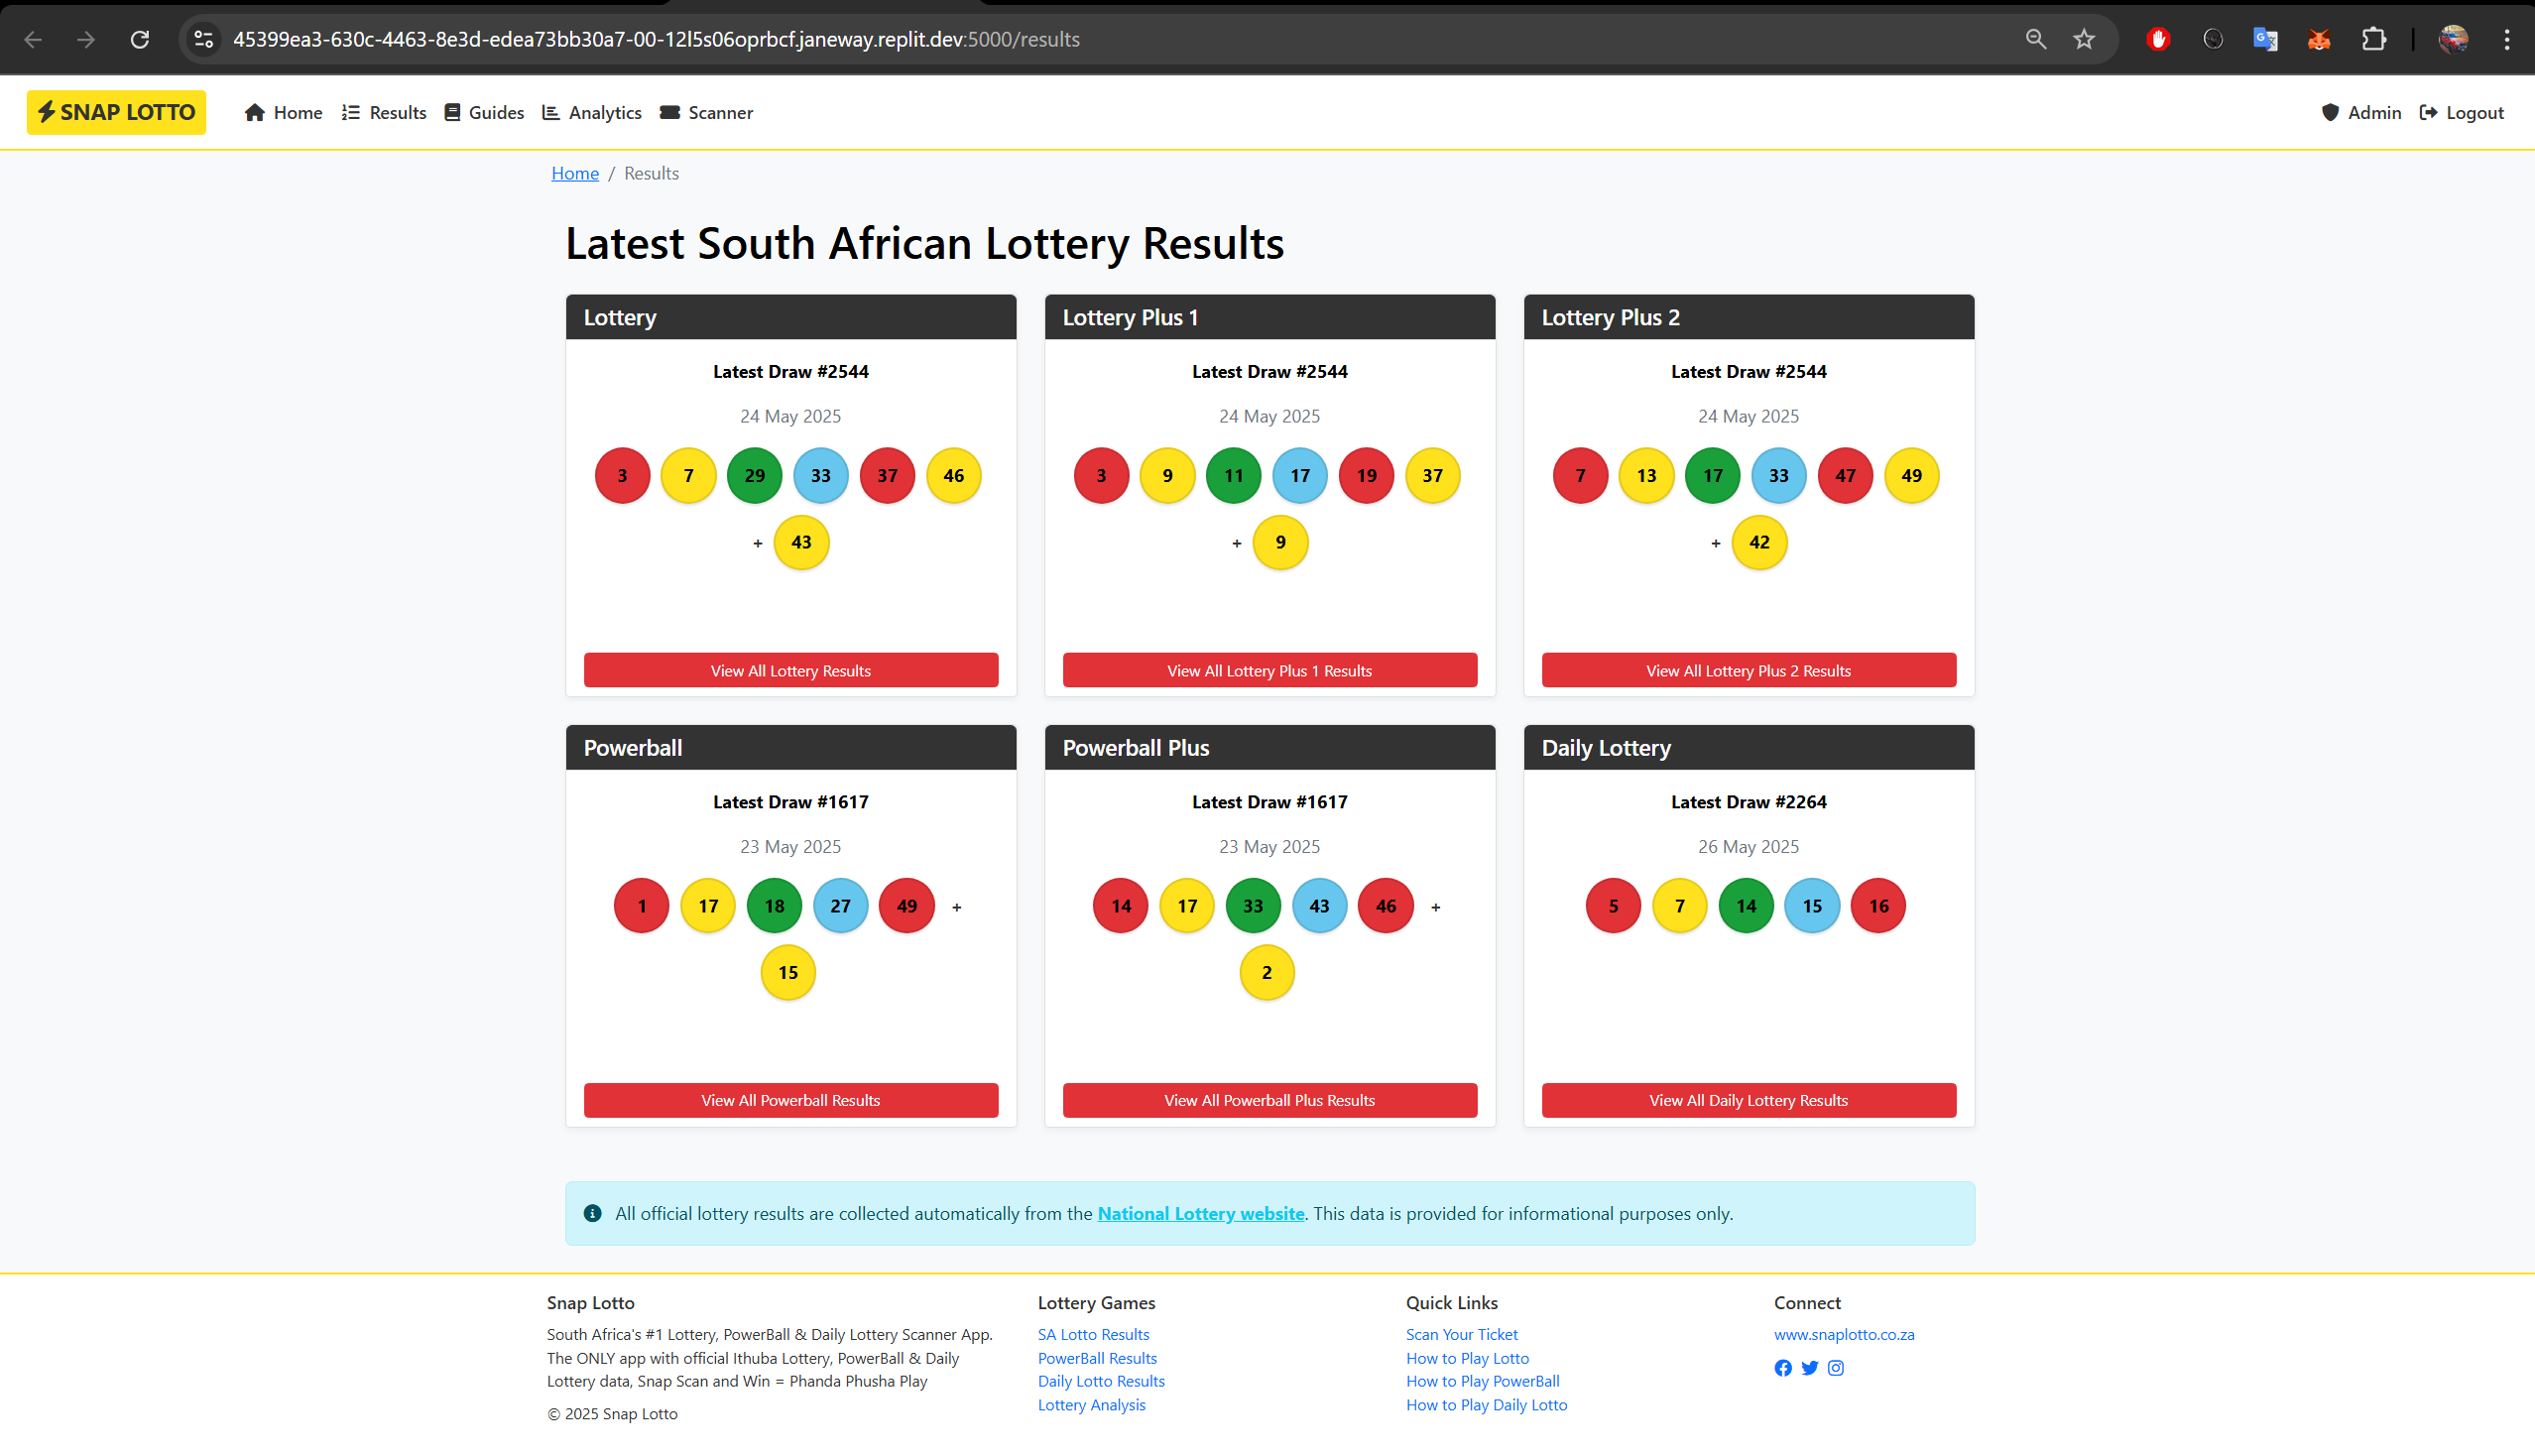 45399ea3-630c-4463-8e3d-edea73bb30a7-00-12l5s06oprbcf.janeway.replit.dev:5000/results
SNAP LOTTO Home Results Guides Analytics Scanner Admin Logout
Home / Results
Latest South African Lottery Results
Lottery
Latest Draw #2544
24 May 2025
3 7 29 33 37 46
+ 43
View All Lottery Results
Lottery Plus 1
Latest Draw #2544
24 May 2025
3 9 11 17 19 37
+ 9
View All Lottery Plus 1 Results
Lottery Plus 2
Latest Draw #2544
24 May 2025
7 13 17 33 47 49
+ 42
View All Lottery Plus 2 Results
Powerball
Latest Draw #1617
23 May 2025
1 17 18 27 49 +
15
View All Powerball Results
Powerball Plus
Latest Draw #1617
23 May 2025
14 17 33 43 46 +
2
View All Powerball Plus Results
Daily Lottery
Latest Draw #2264
26 May 2025
5 7 14 15 16
View All Daily Lottery Results
All official lottery results are collected automatically from the National Lottery website. This data is provided for informational purposes only.
Snap Lotto
South Africa's #1 Lottery, PowerBall & Daily Lottery Scanner App.
The ONLY app with official Ithuba Lottery, PowerBall & Daily
Lottery data, Snap Scan and Win = Phanda Phusha Play
© 2025 Snap Lotto
Lottery Games
SA Lotto Results
PowerBall Results
Daily Lotto Results
Lottery Analysis
Quick Links
Scan Your Ticket
How to Play Lotto
How to Play PowerBall
How to Play Daily Lotto
Connect
www.snaplotto.co.za